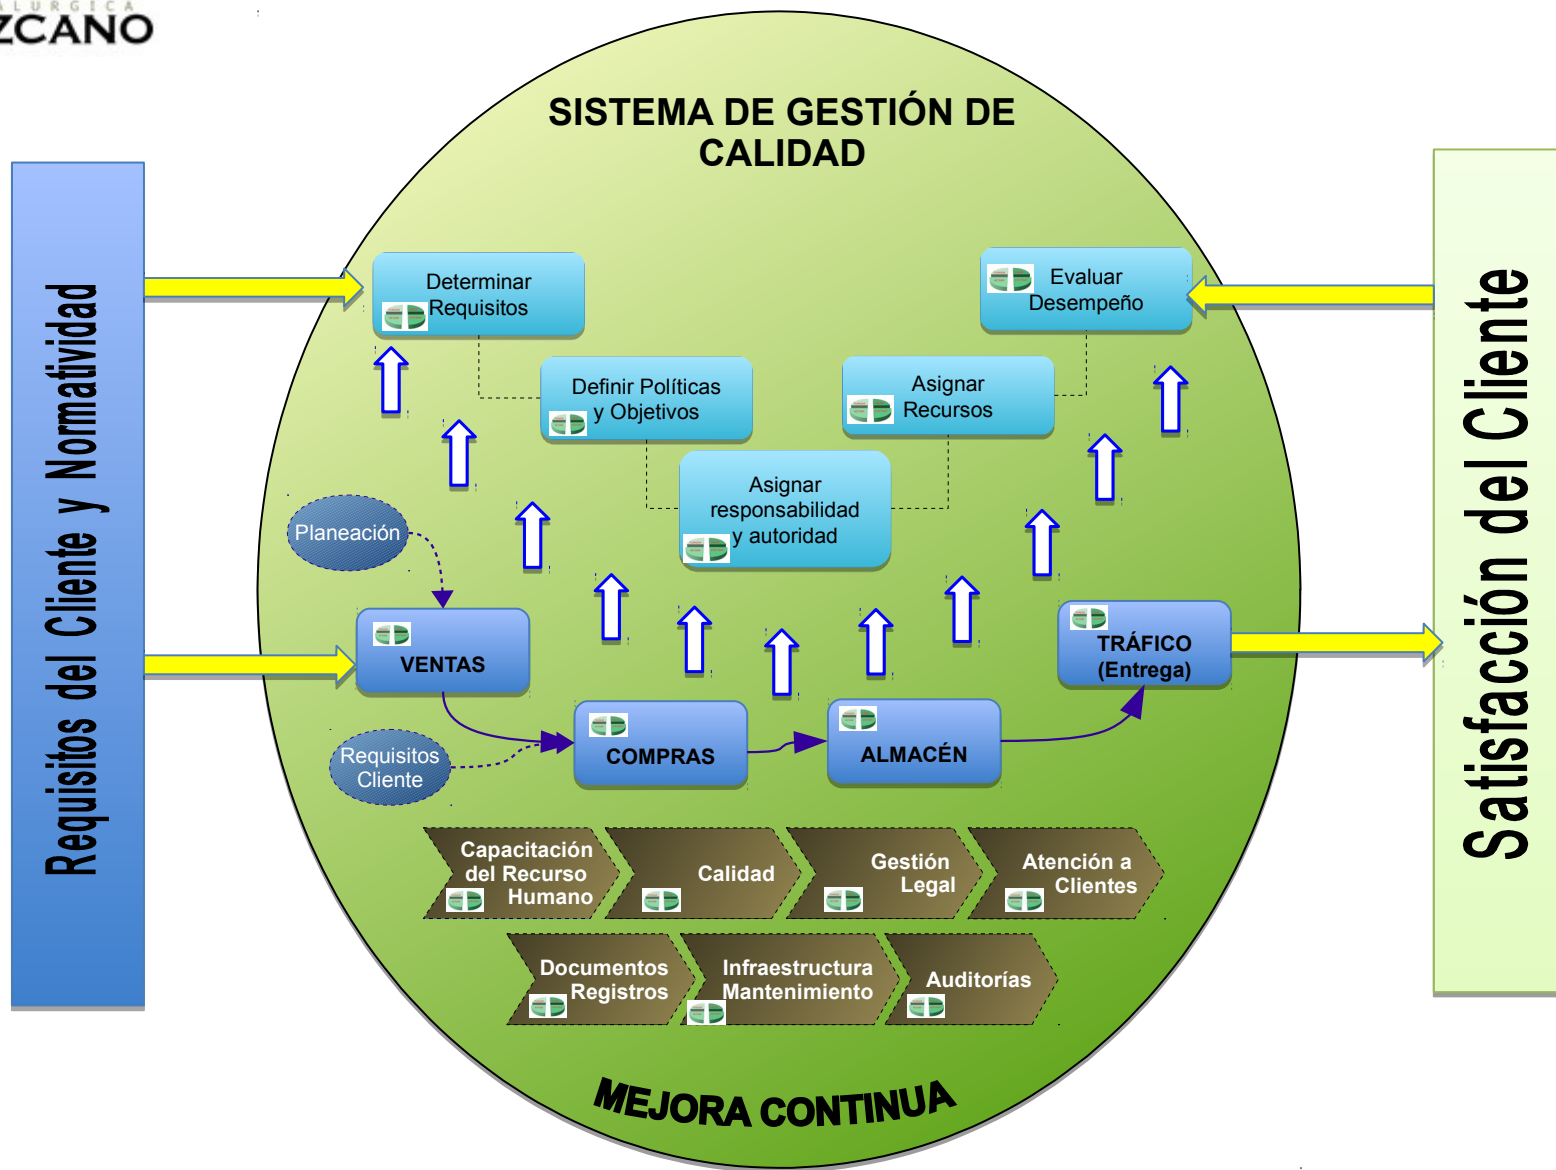 ALURGICA
ZCANO
SISTEMA DE GESTIÓN DE
CALIDAD
Requisitos del Cliente y Normatividad
Satisfacción del Cliente
Determinar
Requisitos
Evaluar
Desempeño
Definir Políticas
y Objetivos
Asignar
Recursos
Asignar
responsabilidad
y autoridad
Planeación
VENTAS
TRÁFICO
(Entrega)
Requisitos
Cliente
COMPRAS
ALMACÉN
Capacitación
del Recurso
Humano
Calidad
Gestión
Legal
Atención a
Clientes
Documentos
Registros
Infraestructura
Mantenimiento
Auditorías
MEJORA CONTINUA